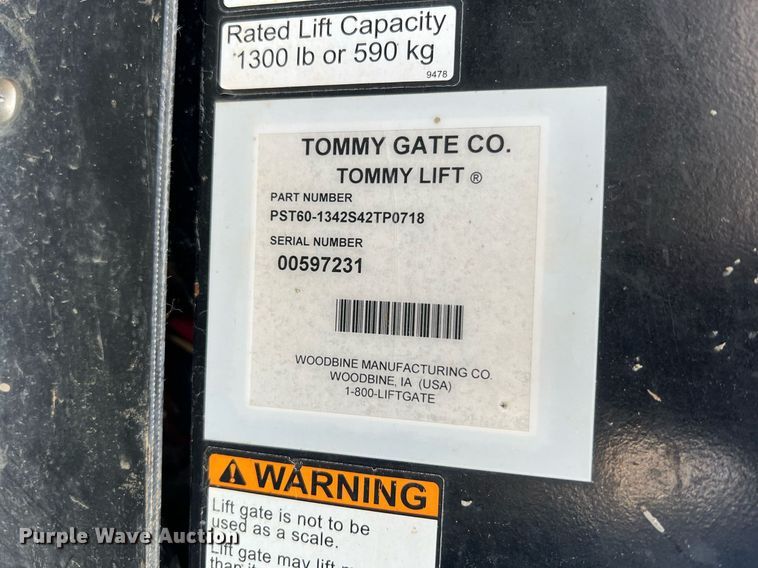 Rated Lift Capacity
1300 lb or 590 kg
9478
TOMMY GATE CO.
TOMMY LIFT ®
PART NUMBER
PST60-1342S42TP0718
SERIAL NUMBER
00597231
WOODBINE MANUFACTURING CO.
WOODBINE, IA (USA)
1-800-LIFTGATE
WARNING
Lift gate is not to be
used as a scale.
Lift gate may lift
than
Purple Wave Auction